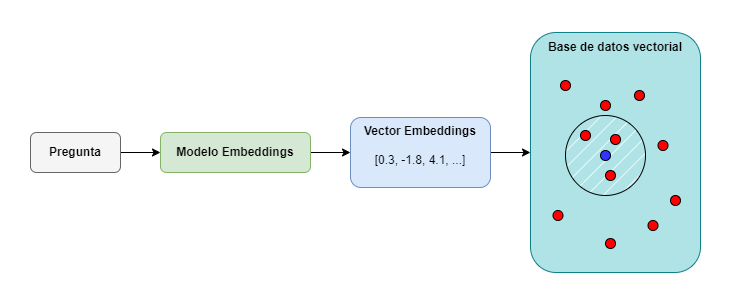 Base de datos vectorial
Pregunta
Modelo Embeddings
Vector Embeddings
[0.3, -1.8, 4.1, ...]